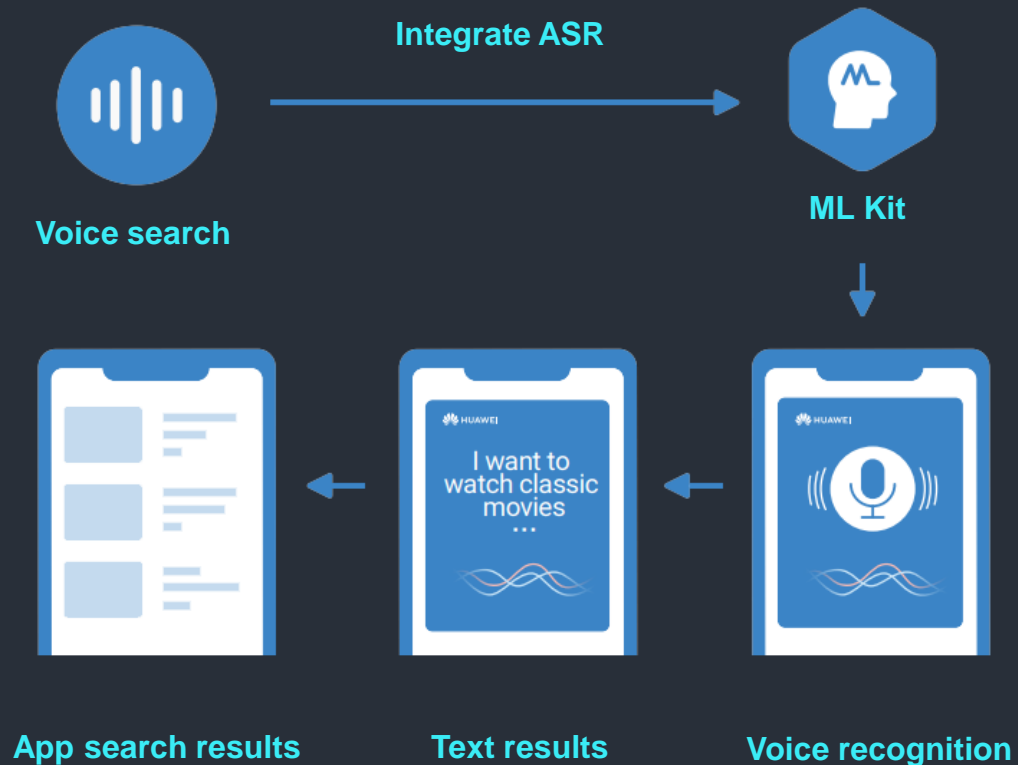 Integrate ASR
Voice search
ML Kit
HUAWEI
I want to
watch classic
movies
...
HUAWEI
App search results
Text results
Voice recognition